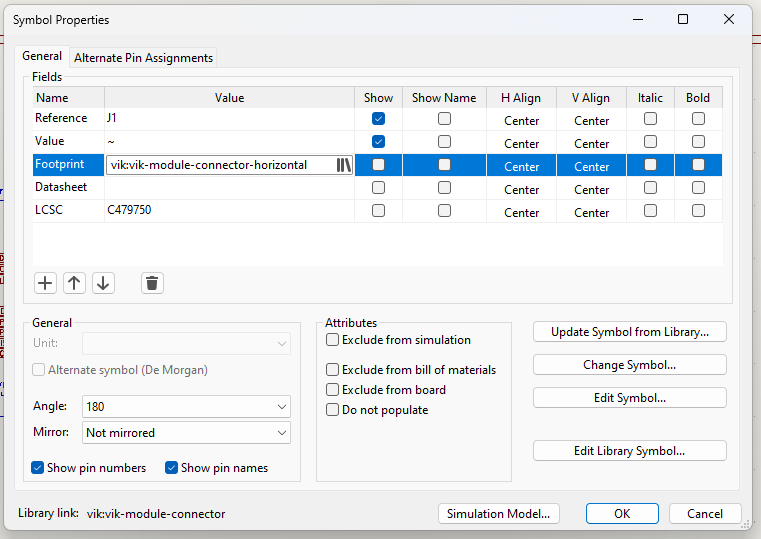 Symbol Properties
General Alternate Pin Assignments
Fields
Name Value Show Show Name H Align V Align Italic Bold
Reference J1 Center Center
Value ~ Center Center
Footprint vik:vik-module-connector-horizontal Center Center
Datasheet Center Center
LCSC C479750 Center Center
General
Unit:
Alternate symbol (De Morgan)
Angle: 180
Mirror: Not mirrored
Show pin numbers Show pin names
Attributes
Exclude from simulation
Exclude from bill of materials
Exclude from board
Do not populate
Update Symbol from Library...
Change Symbol...
Edit Symbol...
Edit Library Symbol...
Library link: vik:vik-module-connector
Simulation Model... OK Cancel